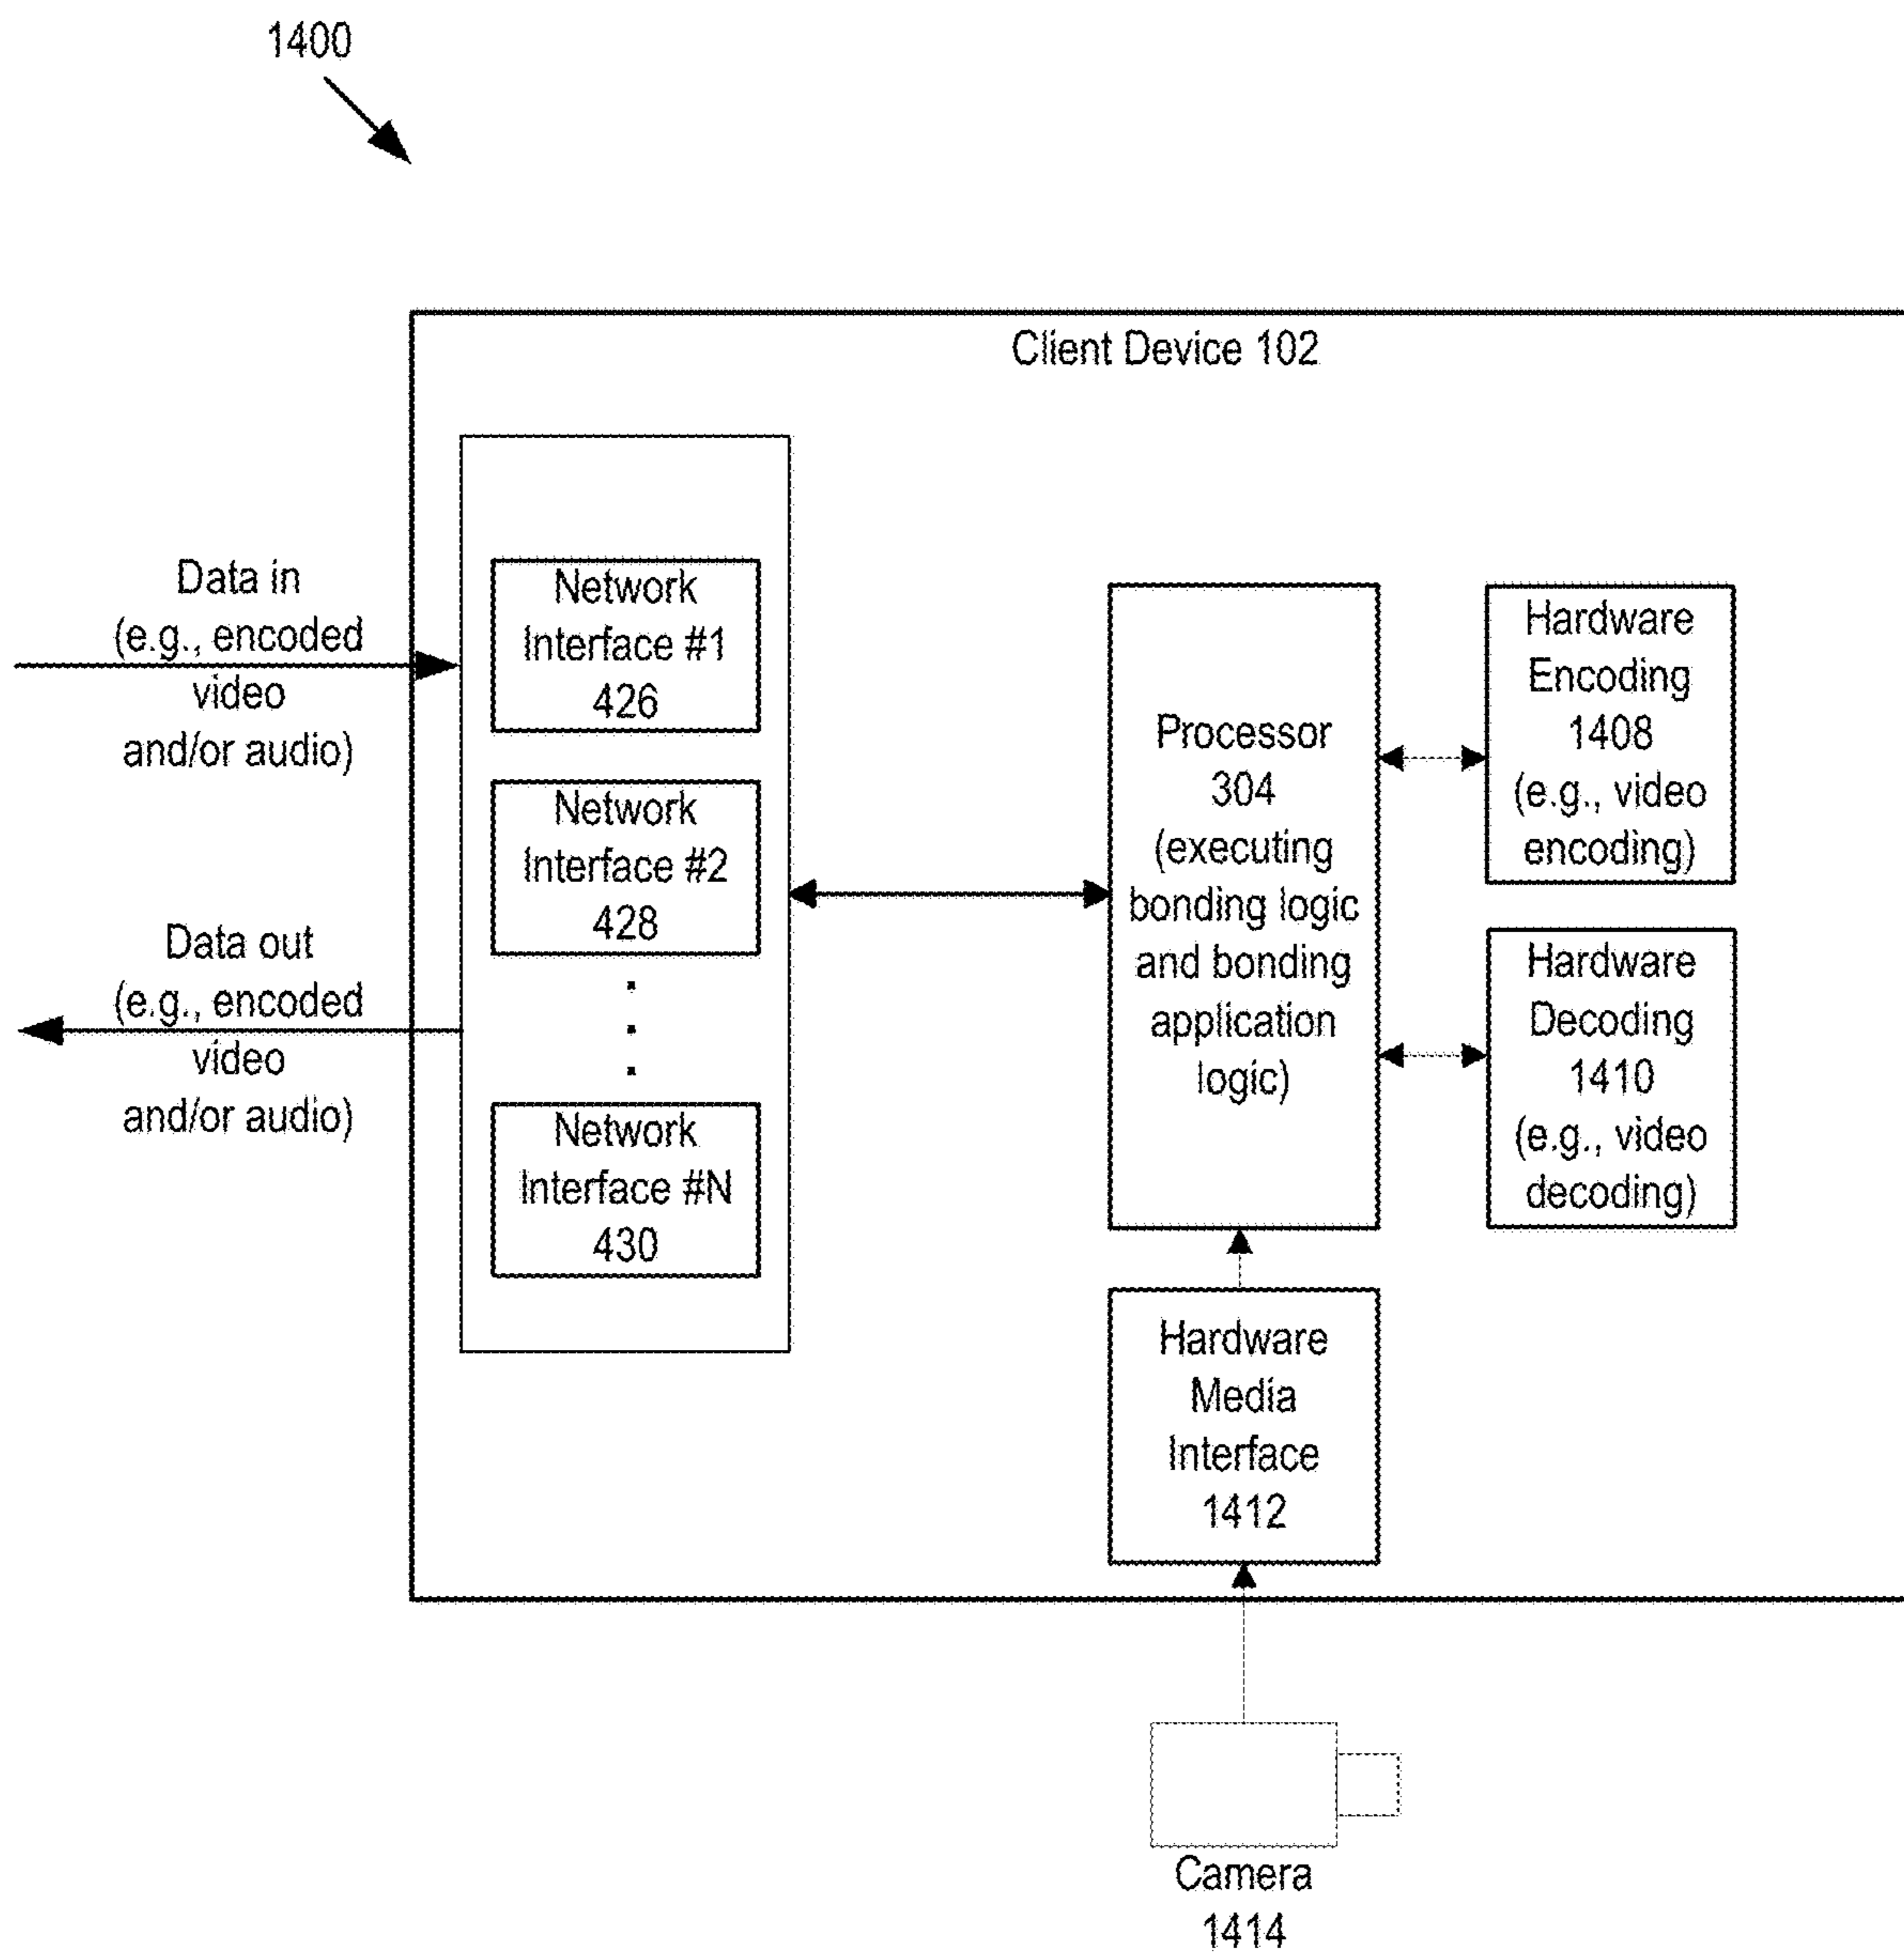 1400
Client Device 102
Data in
(e.g., encoded
video
and/or audio)
Data out
(e.g., encoded
video
and/or audio)
Network
Interface #1
426
Network
Interface #2
428
Network
Interface #N
430
Processor
304
(executing
bonding logic
and bonding
application
logic)
Hardware
Encoding
1408
(e.g., video
encoding)
Hardware
Decoding
1410
(e.g., video
decoding)
Hardware
Media
Interface
1412
Camera
1414